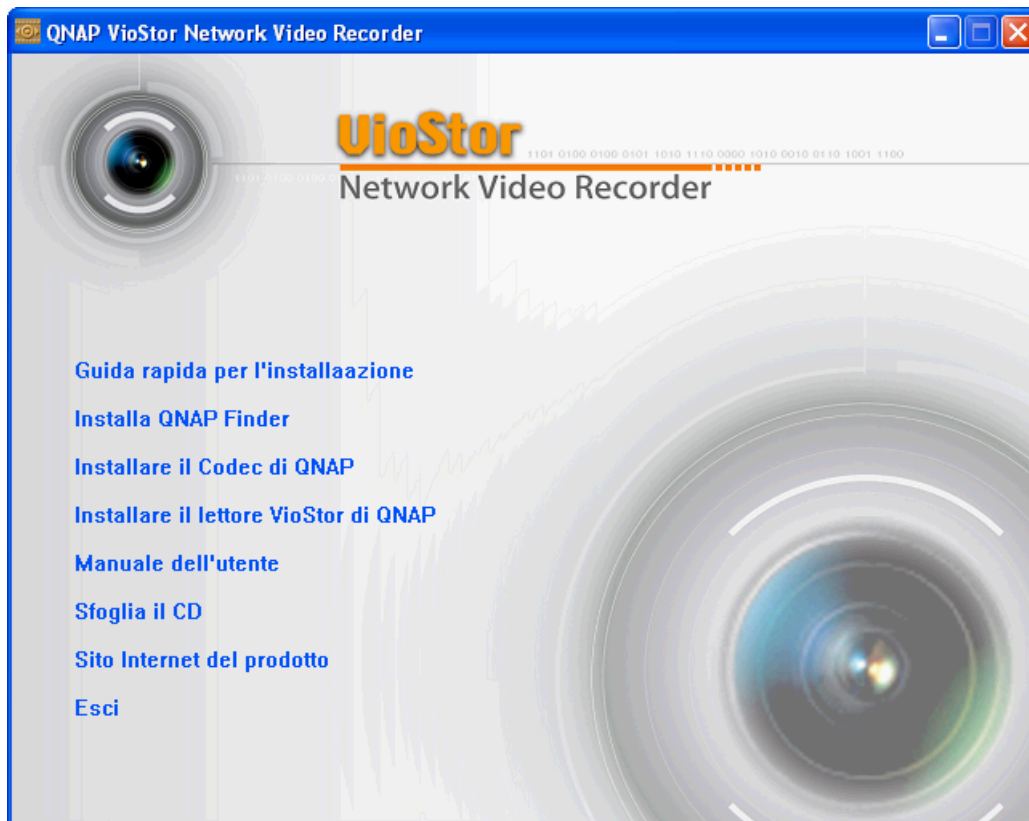 QNAP VioStor Network Video Recorder
VioStor
1101 0100 0100 0101 1010 1110 0000 1010 0010 0110 1001 1100
Network Video Recorder
Guida rapida per l'installaazione
Installa QNAP Finder
Installare il Codec di QNAP
Installare il lettore VioStor di QNAP
Manuale dell'utente
Sfoglia il CD
Sito Internet del prodotto
Esci